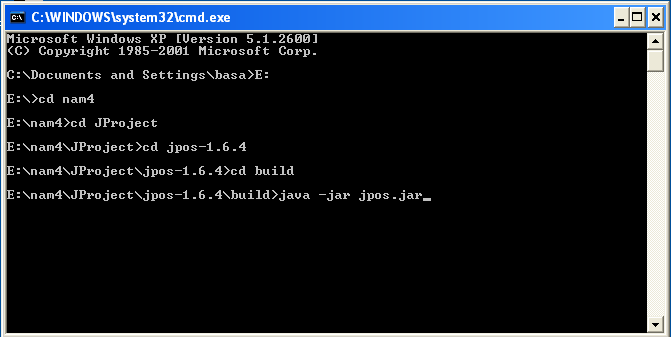 C:\WINDOWS\system32\cmd.exe
Microsoft Windows XP [Version 5.1.2600]
(C) Copyright 1985-2001 Microsoft Corp.
C:\Documents and Settings\basa>E:
E:\>cd nam4
E:\nam4>cd JProject
E:\nam4\JProject>cd jpos-1.6.4
E:\nam4\JProject\jpos-1.6.4>cd build
E:\nam4\JProject\jpos-1.6.4\build>java -jar jpos.jar_